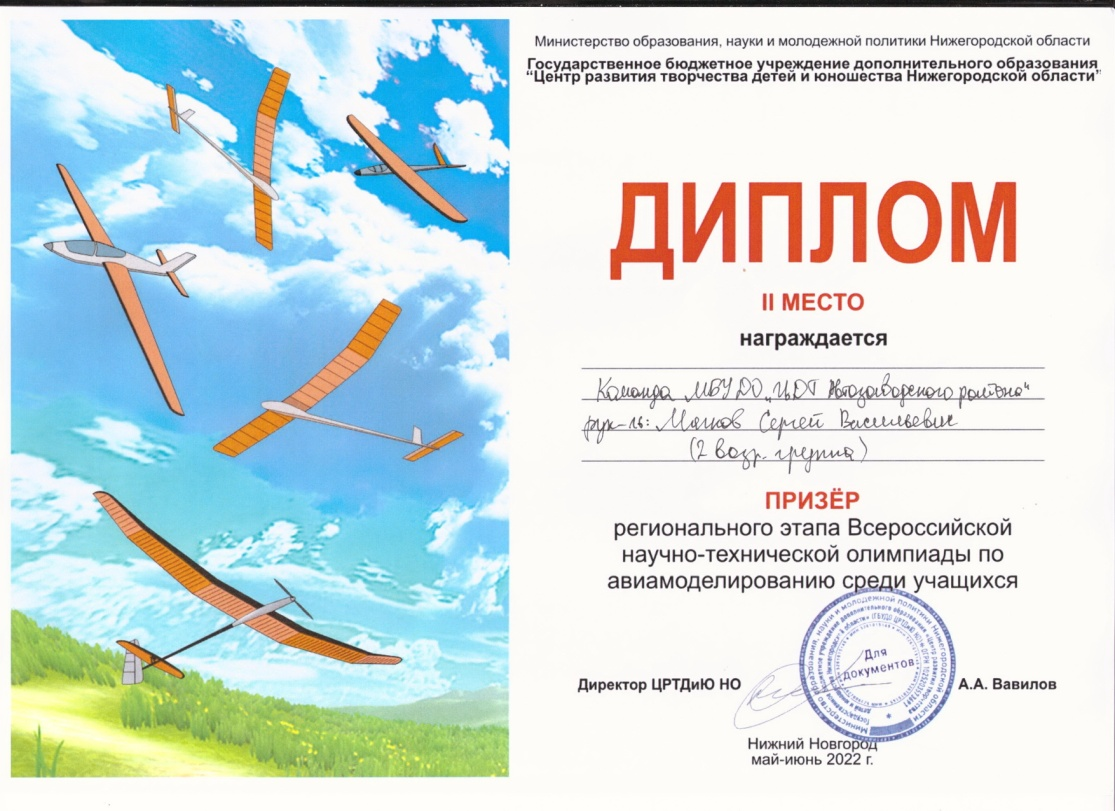 Министерство образования, науки и молодежной политики Нижегородской области
Государственное бюджетное учреждение дополнительного образования
“Центр развития творчества детей и юношества Нижегородской области”
ДИПЛОМ
II МЕСТО
награждается
Команда МБУ ДО „ЦДТ Автозаводского района“
рук-ль: Мачков Сергей Васильевич
(2 возр. группа)
ПРИЗЁР
регионального этапа Всероссийской
научно-технической олимпиады по
авиамоделированию среди учащихся
Для
документов
Директор ЦРТДиЮ НО
А.А. Вавилов
Нижний Новгород
май-июнь 2022 г.